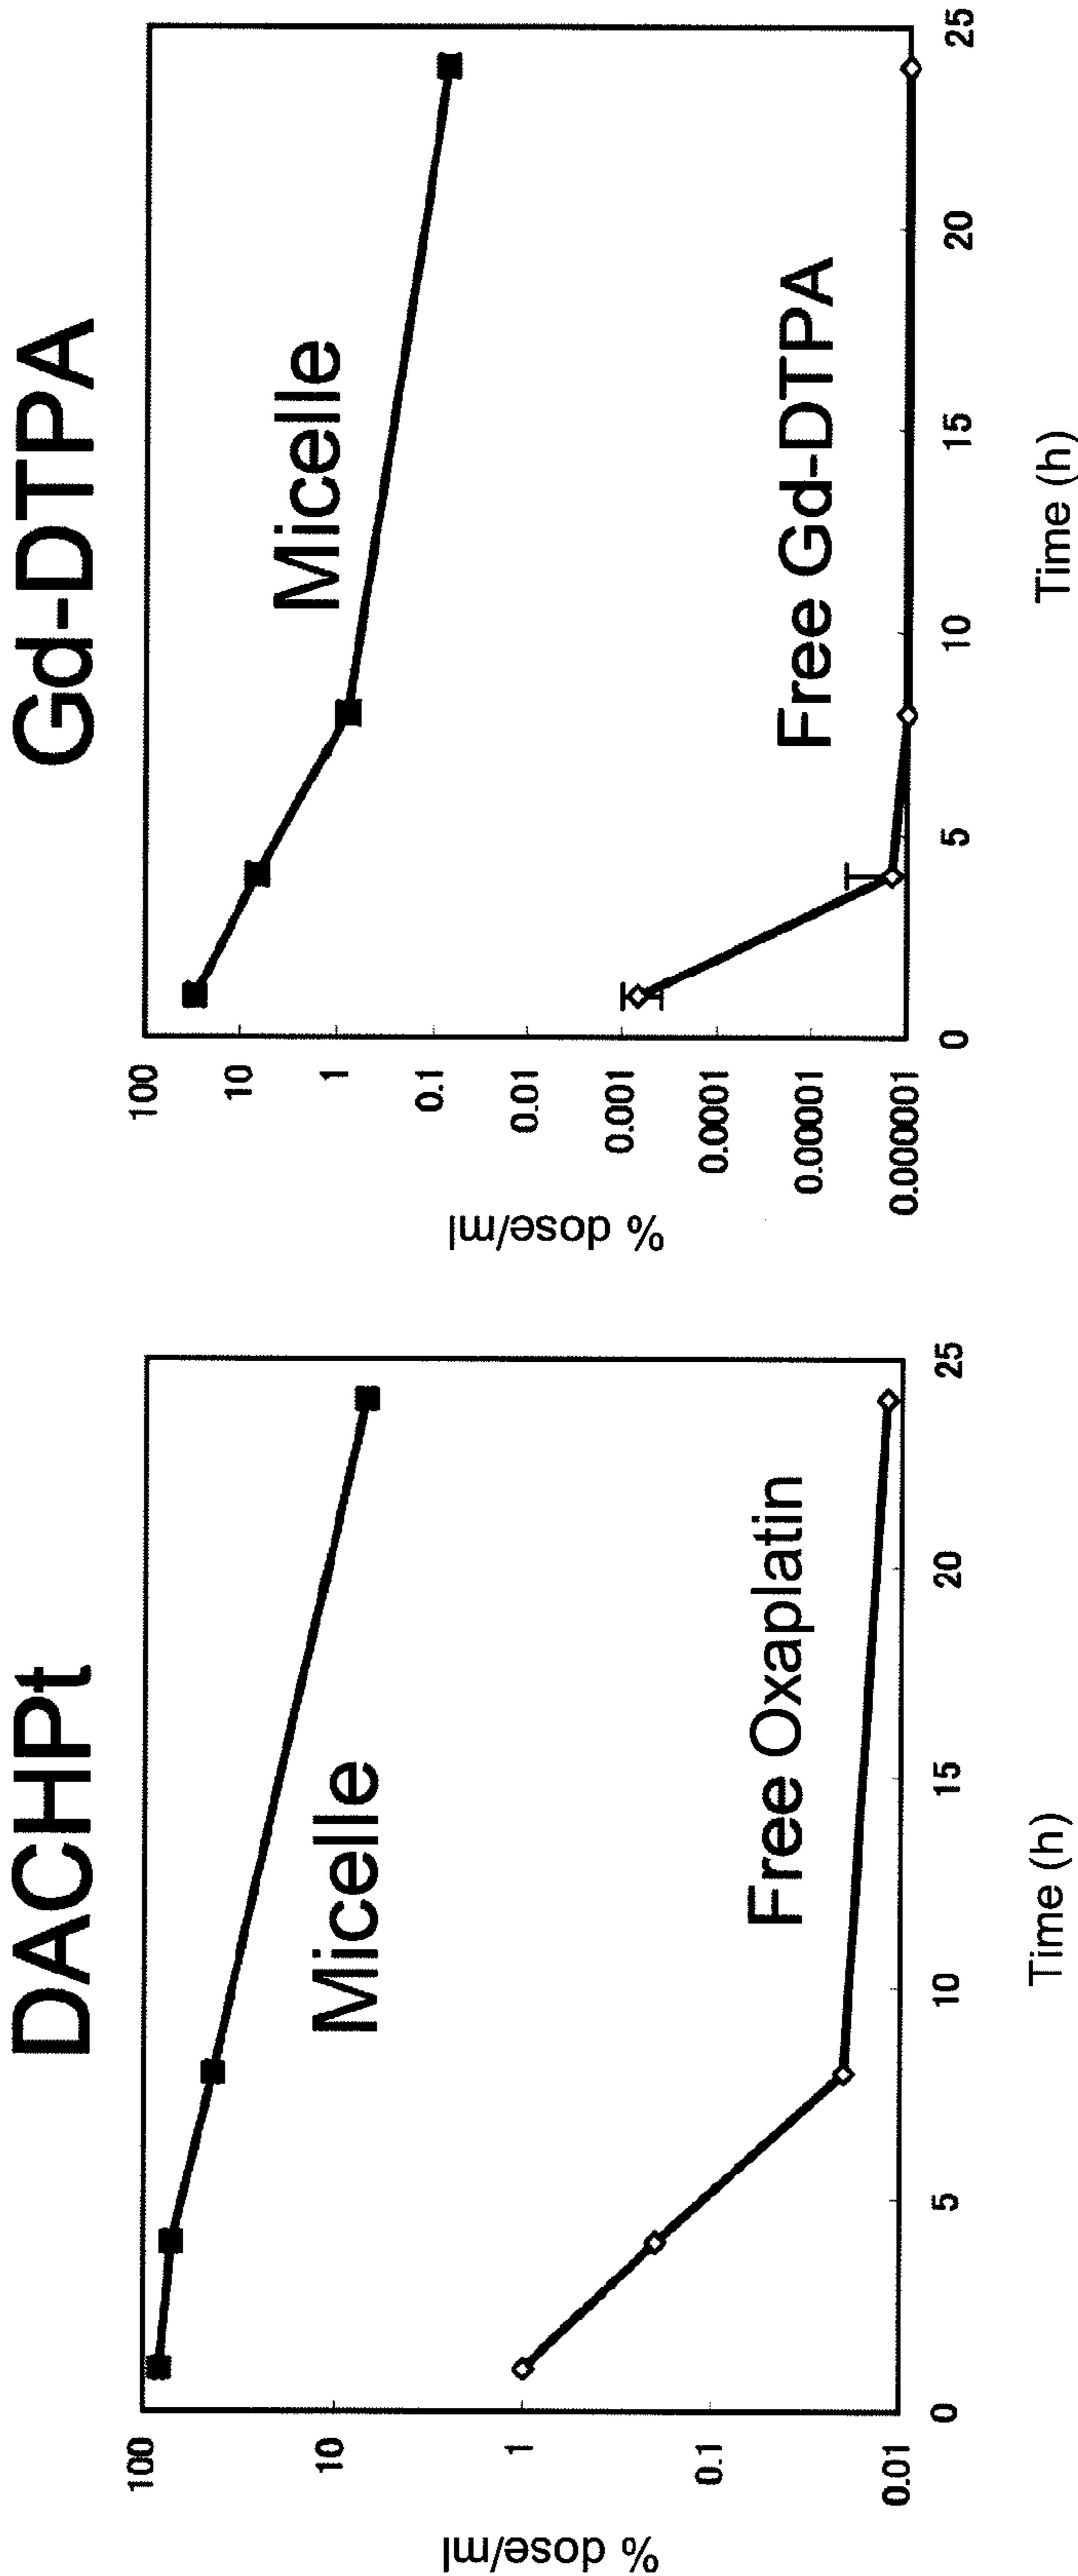 DACHPt
% dose/ml
100
10
1
0.1
0.01
Micelle
Free Oxaplatin
0
5
10
15
20
25
Time (h)
Gd-DTPA
% dose/ml
100
10
1
0.1
0.01
0.001
0.0001
0.00001
0.000001
Micelle
Free Gd-DTPA
0
5
10
15
20
25
Time (h)